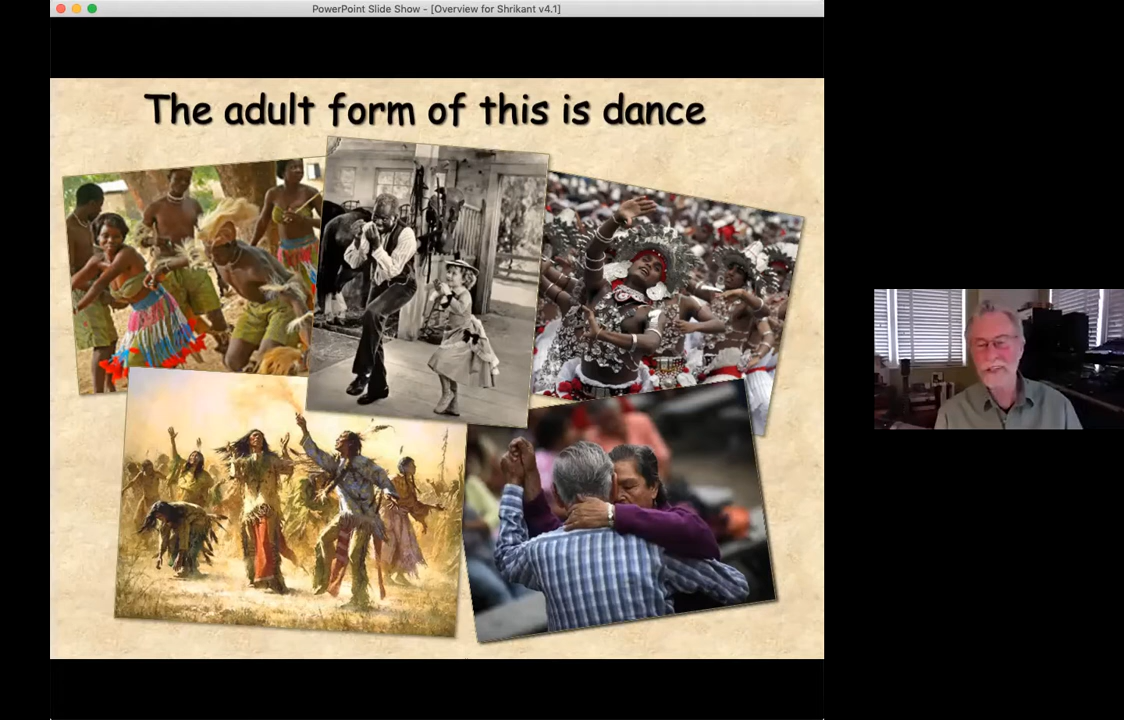 PowerPoint Slide Show - [Overview for Shrikant v4.1]
The adult form of this is dance